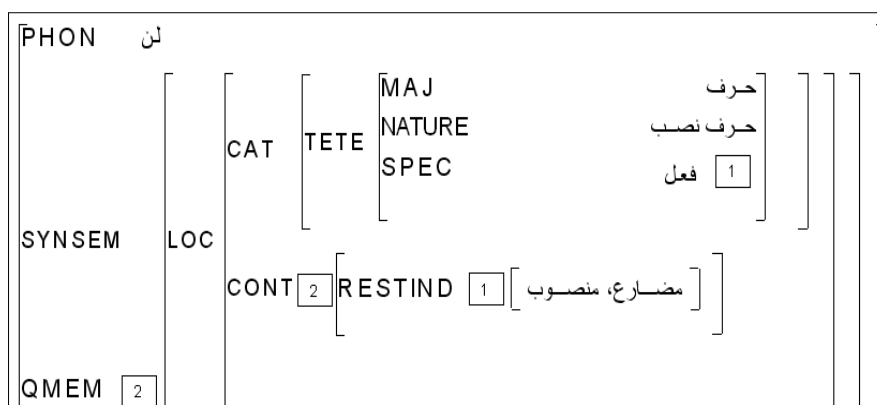 PHON لن
MAJ حرف
NATURE حرف نصب
CAT TETE
SPEC فعل 1
SYNSEM LOC
CONT 2 RESTIND 1 مضارع، منصوب
QMEM 2